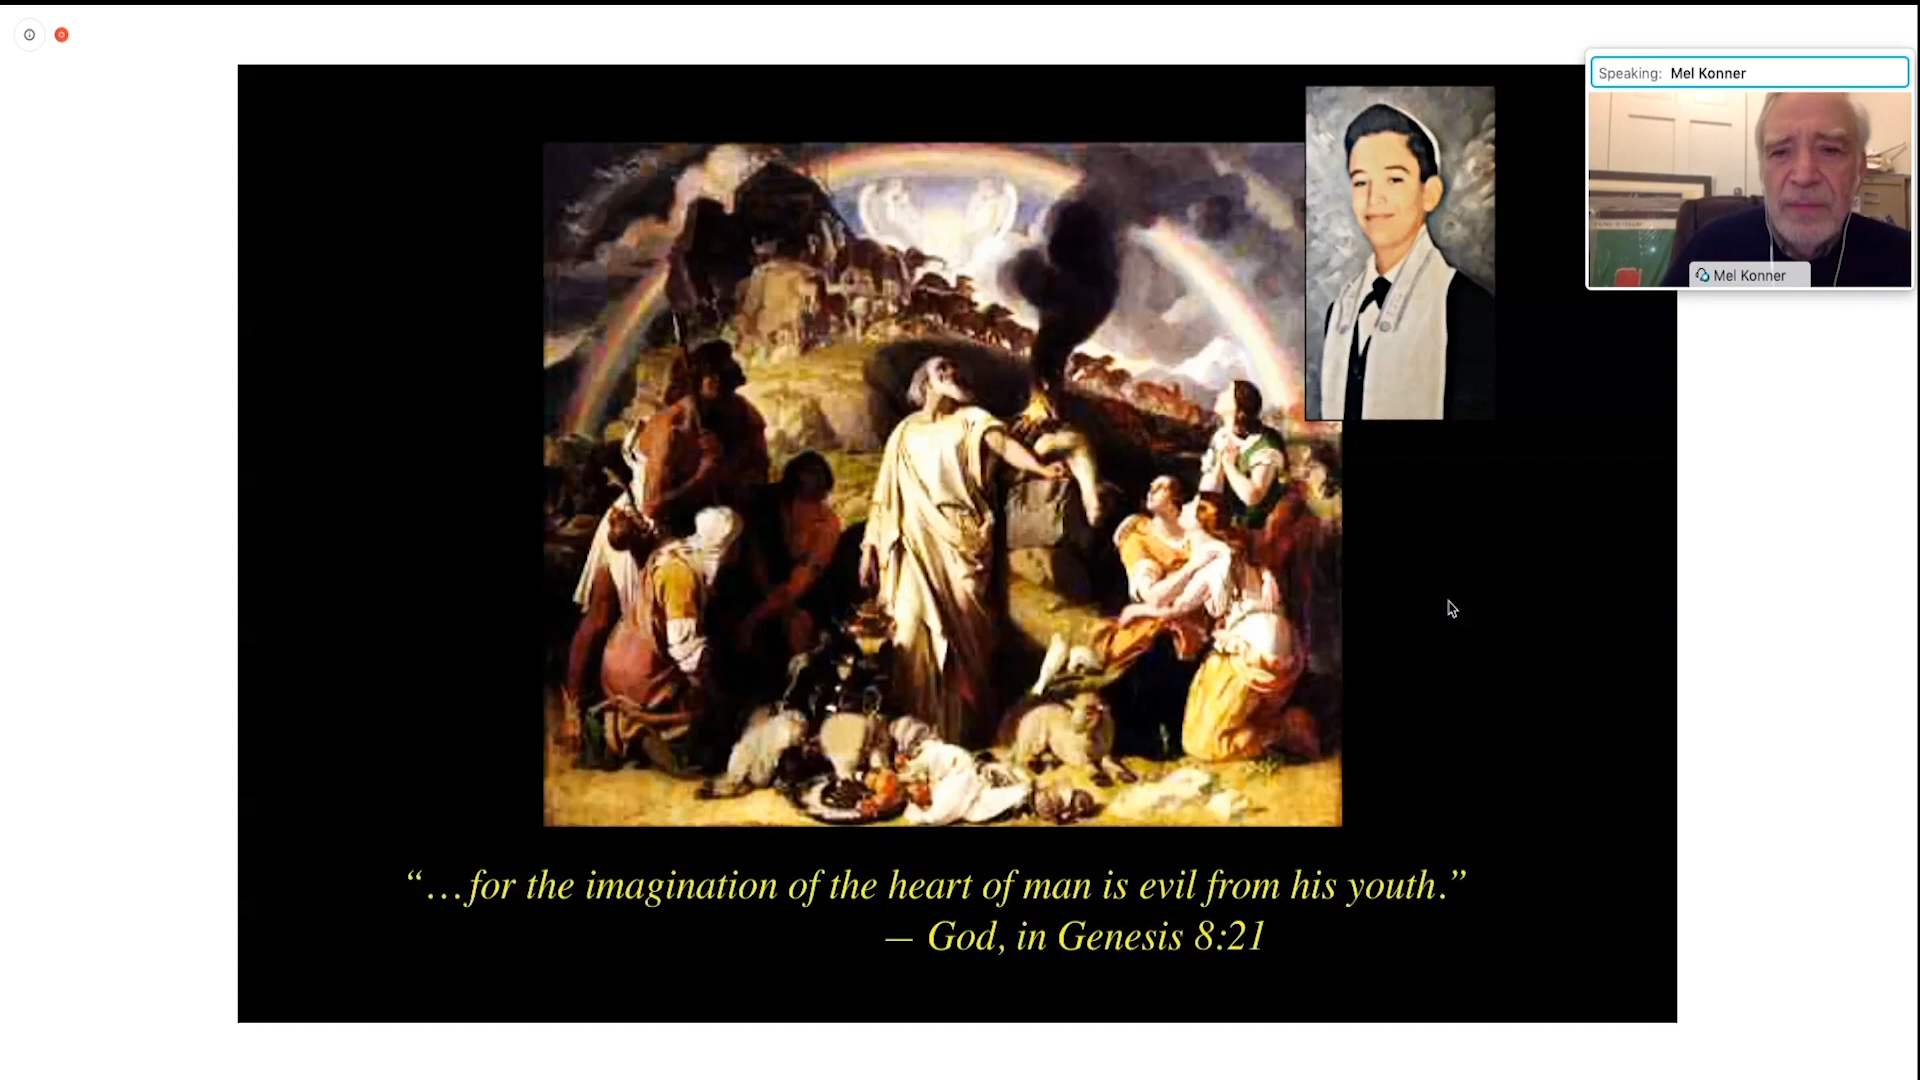 Speaking: Mel Konner
Mel Konner
“…for the imagination of the heart of man is evil from his youth.”
— God, in Genesis 8:21